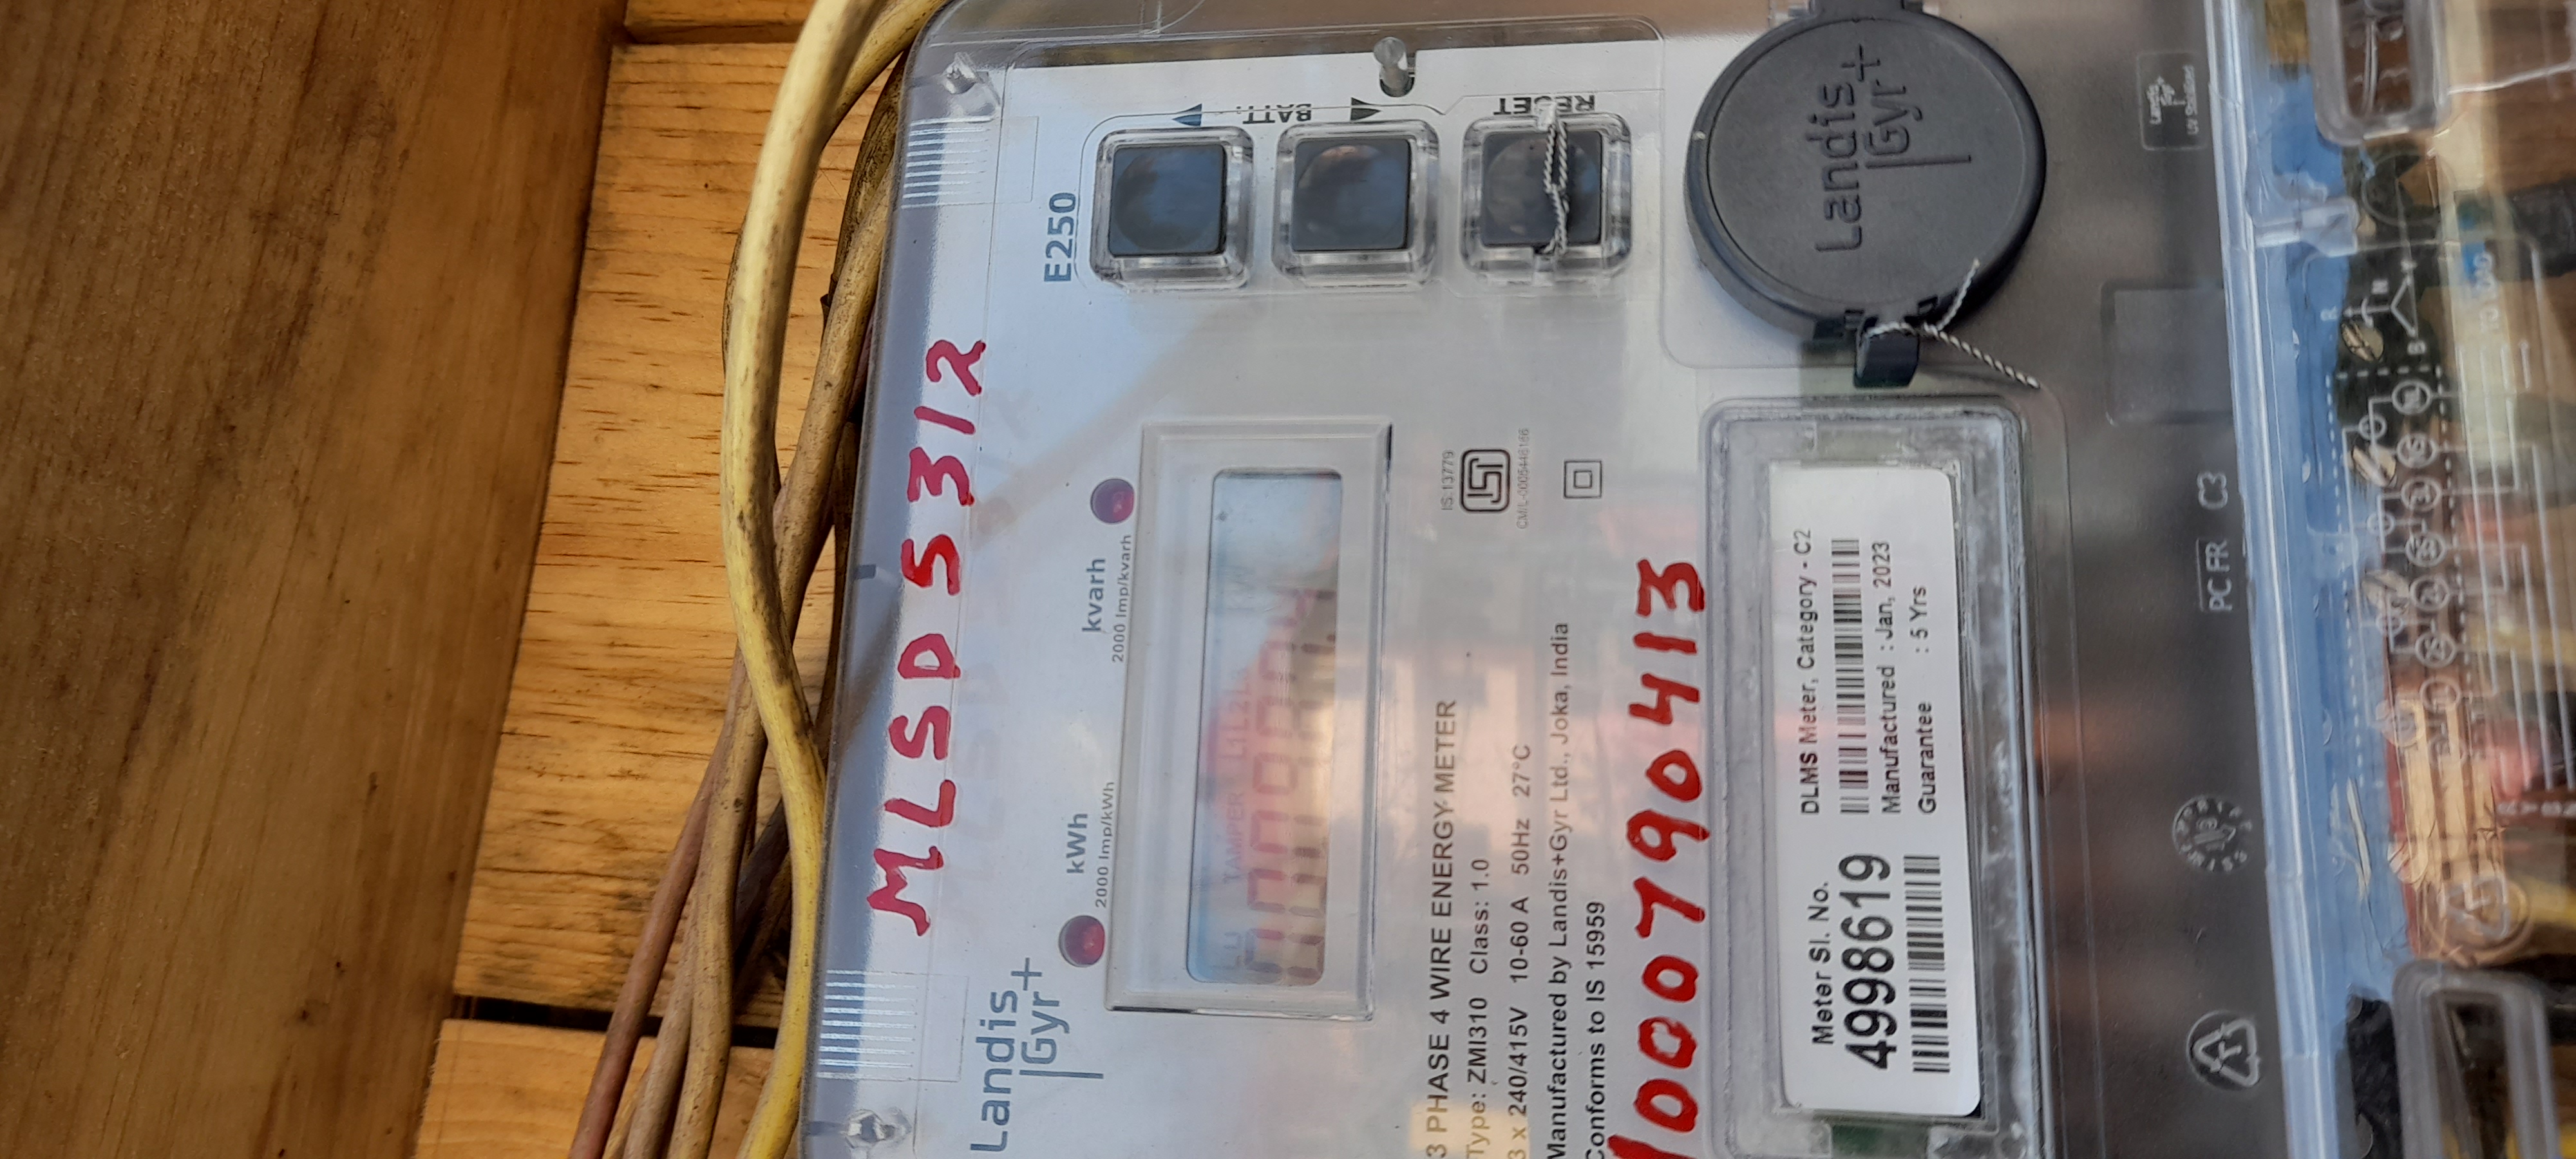 MLSDS312
Landis
Gyr+
E250
kWh
2000 Imp/kWh
kvarh
2000 Imp/kvarh
BATT.
RESET
TAMPER L1L2L3
IS:13779
3 PHASE 4 WIRE ENERGY METER
Type: ZMI310 Class: 1.0
3 x 240/415V 10-60 A 50Hz 27°C
Manufactured by Landis+Gyr Ltd., Joka, India
Conforms to IS 15959
1000790413
Landis
Gyr+
Meter Sl. No.
4998619
DLMS Meter, Category - C2
Manufactured : Jan, 2023
Guarantee : 5 Yrs
PC FR C3